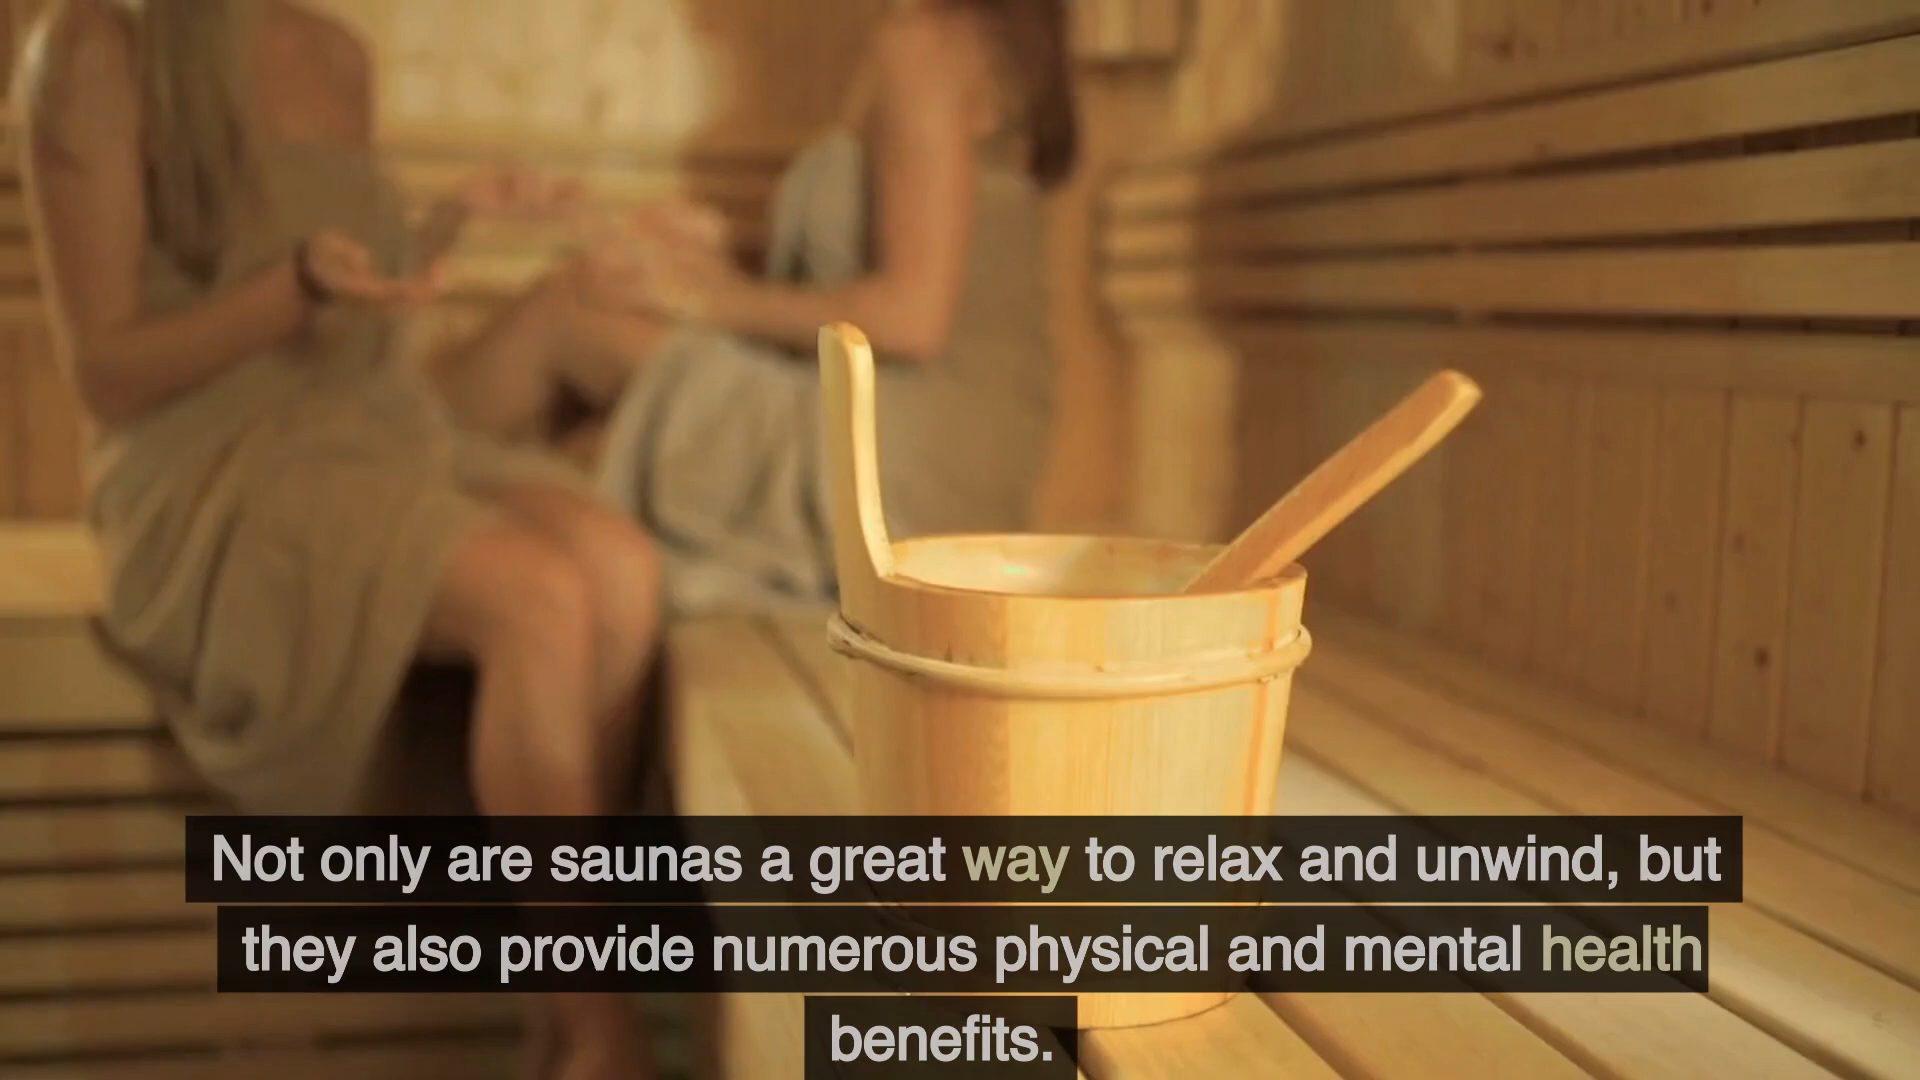 Not only are saunas a great way to relax and unwind, but
they also provide numerous physical and mental health
benefits.